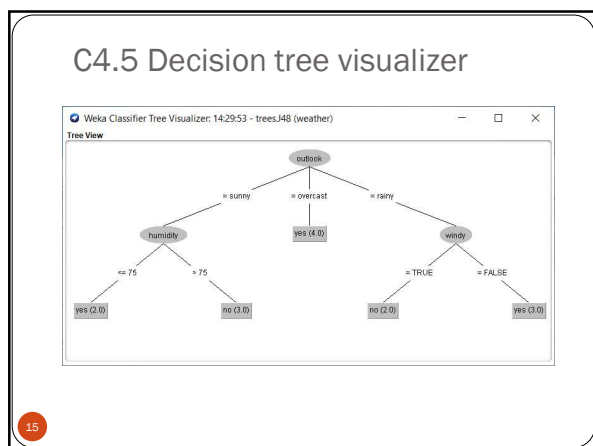 C4.5 Decision tree visualizer
Weka Classifier Tree Visualizer: 14:29:53 - trees.J48 (weather)
Tree View
outlook
= sunny
= overcast
= rainy
humidity
yes (4.0)
windy
<= 75
> 75
= TRUE
= FALSE
yes (2.0)
no (3.0)
no (2.0)
yes (3.0)
15